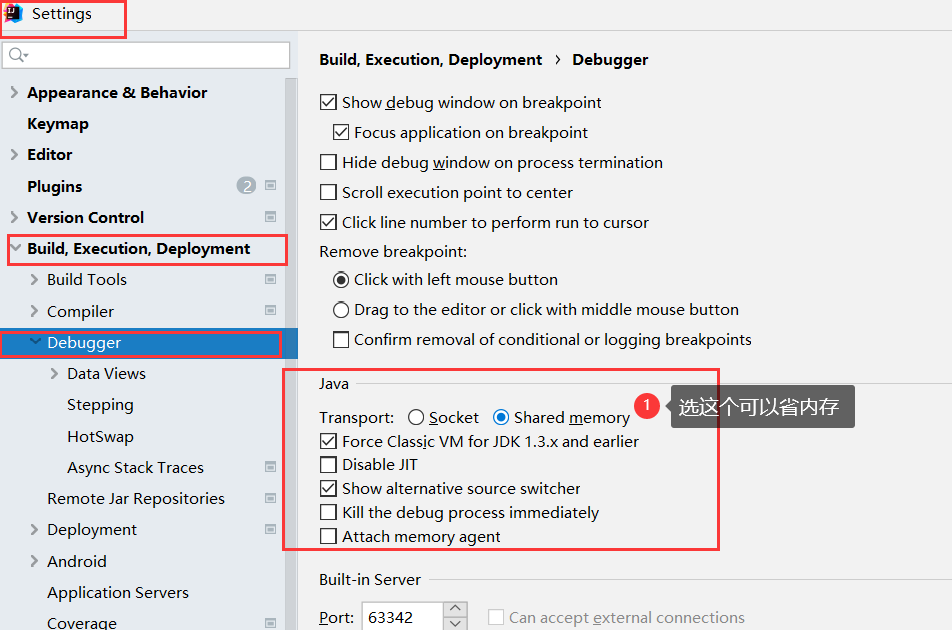 Settings
Appearance & Behavior
Keymap
Editor
Plugins
2
Version Control
Build, Execution, Deployment
Build Tools
Compiler
Debugger
Data Views
Stepping
HotSwap
Async Stack Traces
Remote Jar Repositories
Deployment
Android
Application Servers
Coverage
Build, Execution, Deployment › Debugger
Show debug window on breakpoint
Focus application on breakpoint
Hide debug window on process termination
Scroll execution point to center
Click line number to perform run to cursor
Remove breakpoint:
Click with left mouse button
Drag to the editor or click with middle mouse button
Confirm removal of conditional or logging breakpoints
Java
Transport: Socket Shared memory
1 选这个可以省内存
Force Classic VM for JDK 1.3.x and earlier
Disable JIT
Show alternative source switcher
Kill the debug process immediately
Attach memory agent
Built-in Server
Port: 63342 Can accept external connections